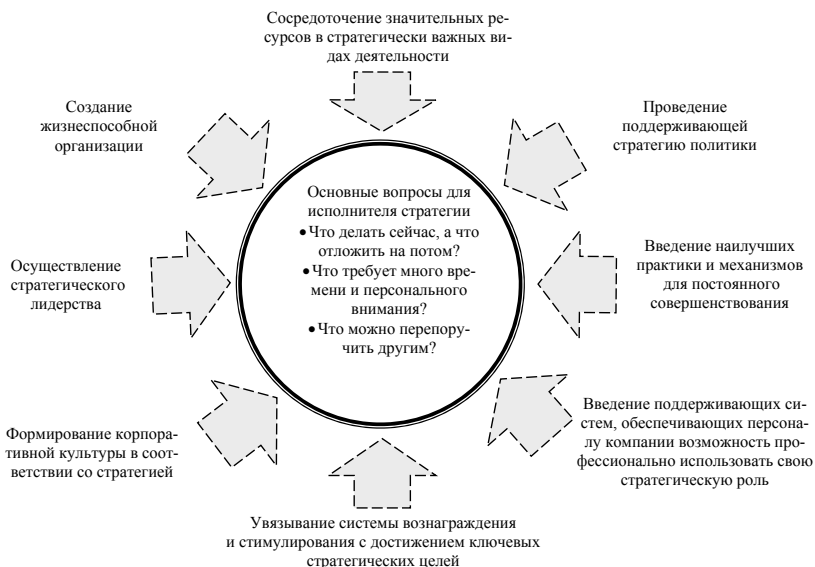 Сосредоточение значительных ре-
сурсов в стратегически важных ви-
дах деятельности
Создание
жизнеспособной
организации
Проведение
поддерживающей
стратегию политики
Основные вопросы для
исполнителя стратегии
•Что делать сейчас, а что
отложить на потом?
•Что требует много вре-
мени и персонального
внимания?
•Что можно перепору-
чить другим?
Осуществление
стратегического
лидерства
Введение наилучших
практики и механизмов
для постоянного
совершенствования
Формирование корпора-
тивной культуры в соот-
ветствии со стратегией
Введение поддерживающих си-
стем, обеспечивающих персона-
лу компании возможность про-
фессионально использовать свою
стратегическую роль
Увязывание системы вознаграждения
и стимулирования с достижением ключевых
стратегических целей